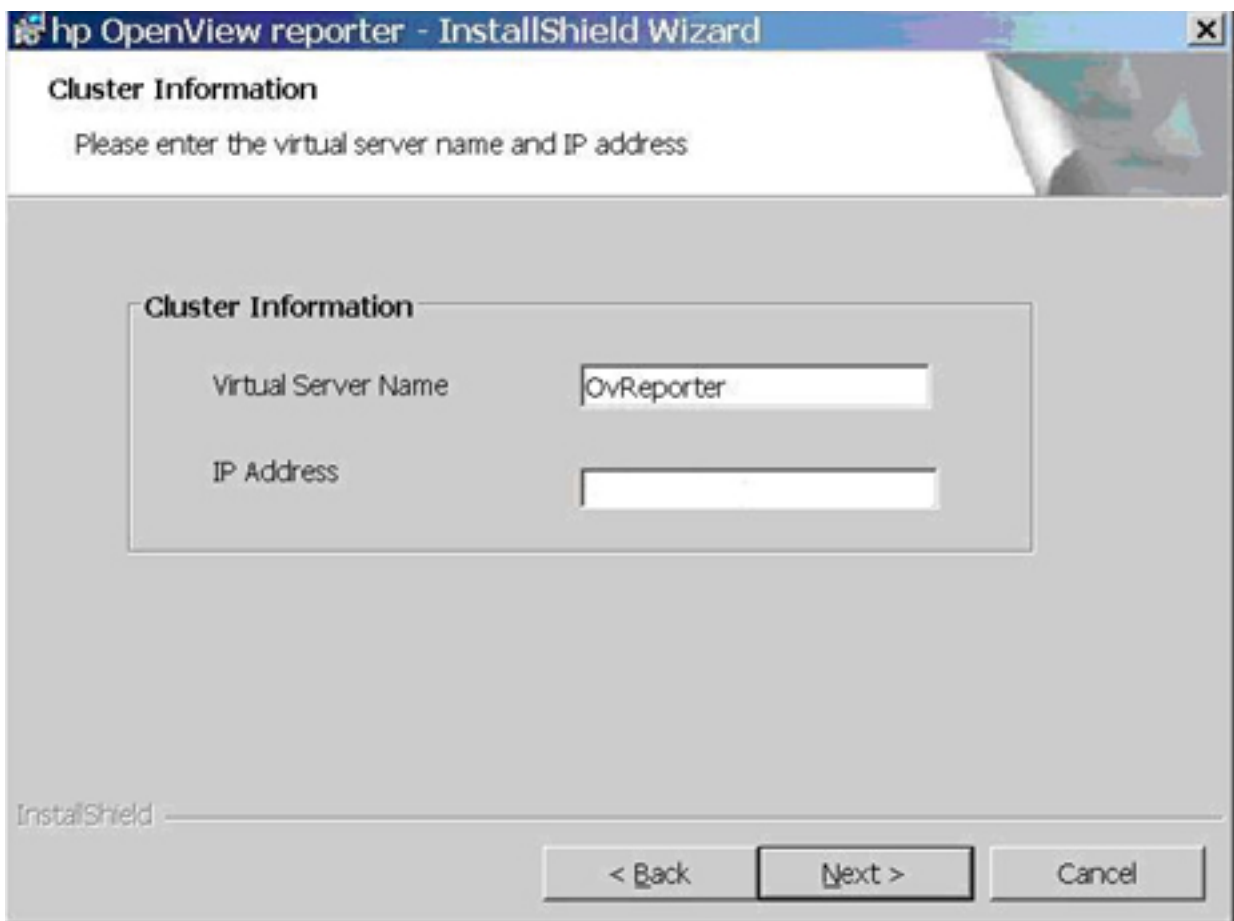 hp OpenView reporter - InstallShield Wizard
Cluster Information
Please enter the virtual server name and IP address
Cluster Information
Virtual Server Name
OvReporter
IP Address
InstallShield
< Back
Next >
Cancel